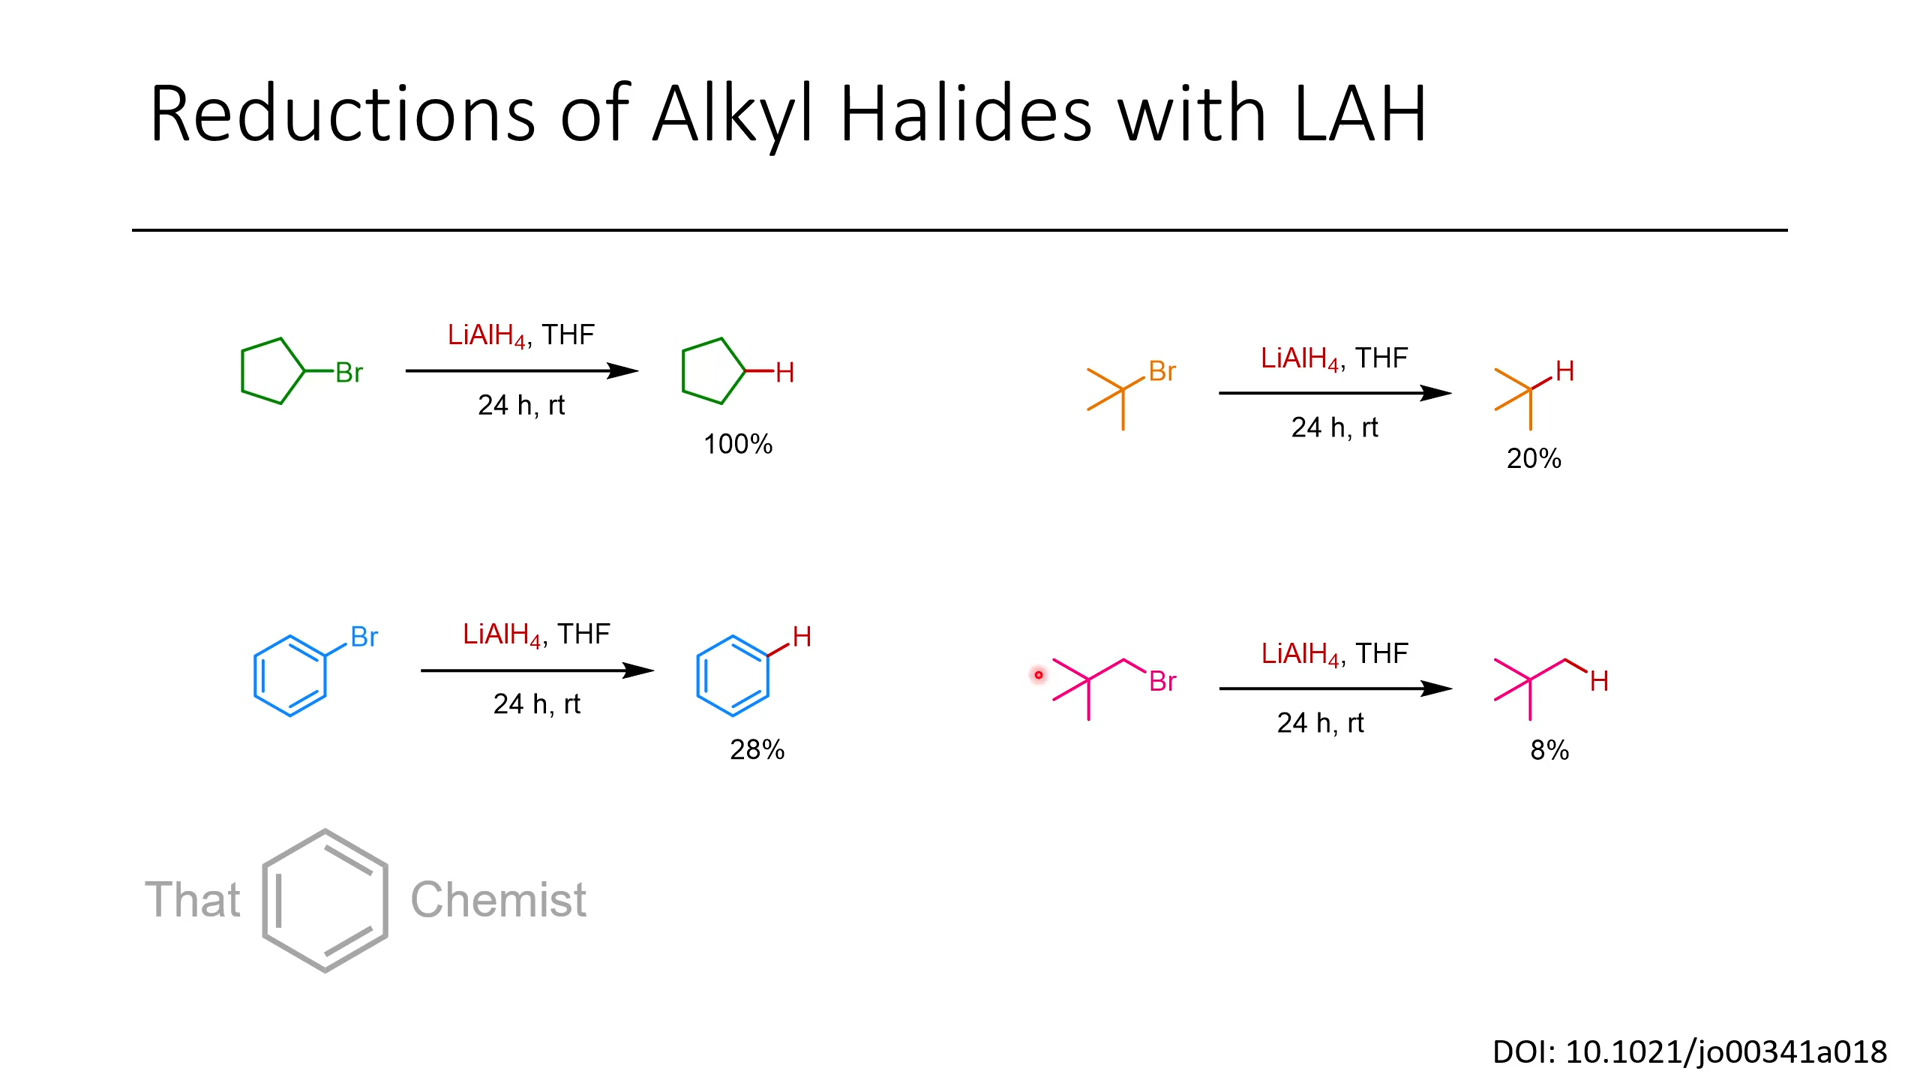 Reductions of Alkyl Halides with LAH
Br
LiAlH4, THF
24 h, rt
H
100%
Br
LiAlH4, THF
24 h, rt
H
20%
Br
LiAlH4, THF
24 h, rt
H
28%
Br
LiAlH4, THF
24 h, rt
H
8%
That Chemist
DOI: 10.1021/jo00341a018